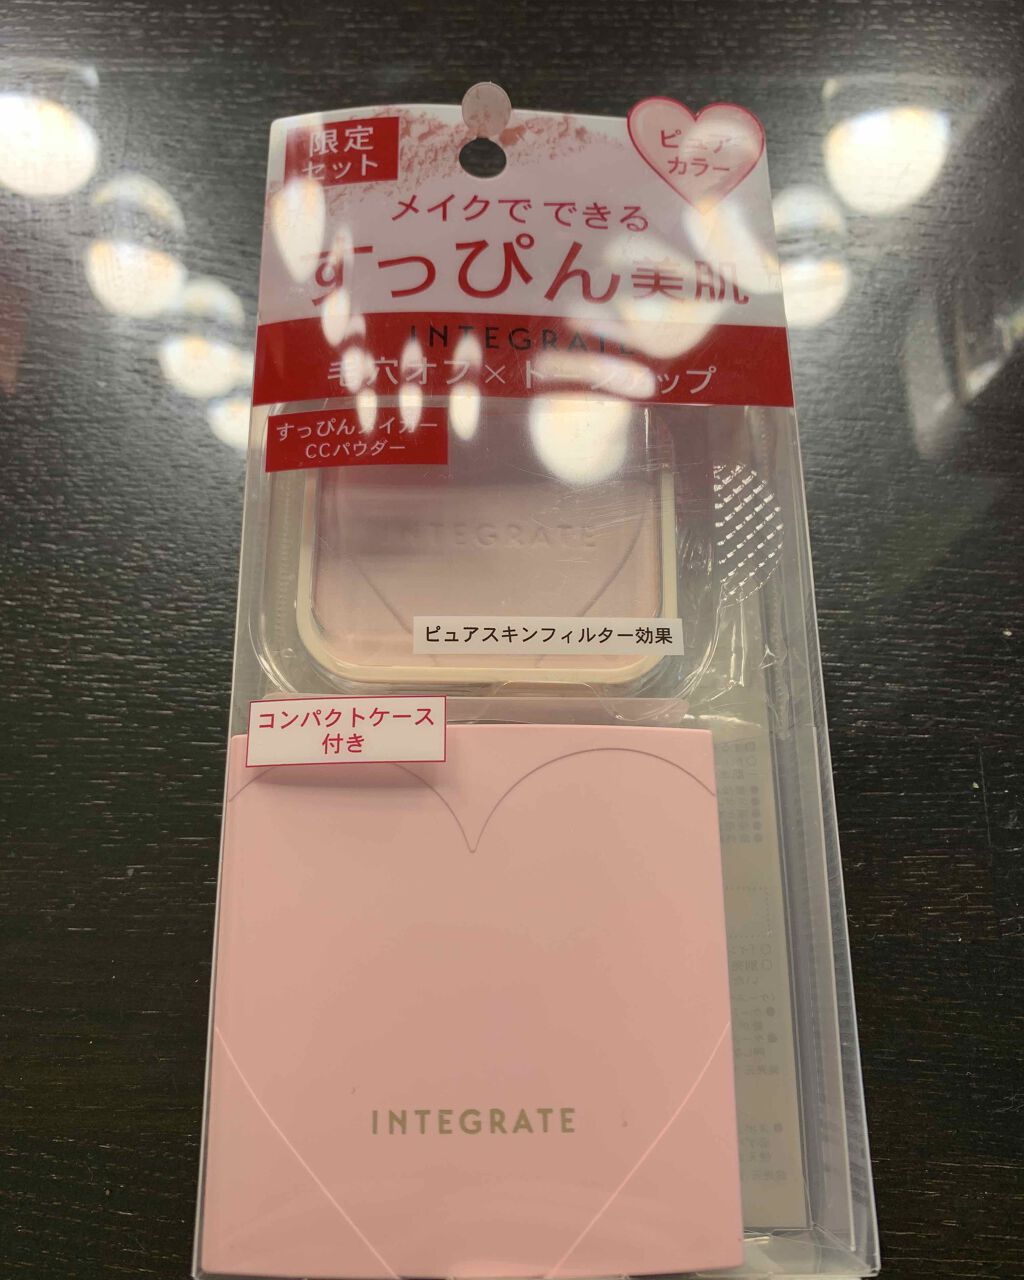 限定
セット
ピュア
カラー
メイクでできる
すっぴん美肌
INTEGRATE
毛穴オフ×トーンアップ
すっぴんメイカー
CCパウダー
INTEGRATE
ピュアスキンフィルター効果
コンパクトケース
付き
INTEGRATE